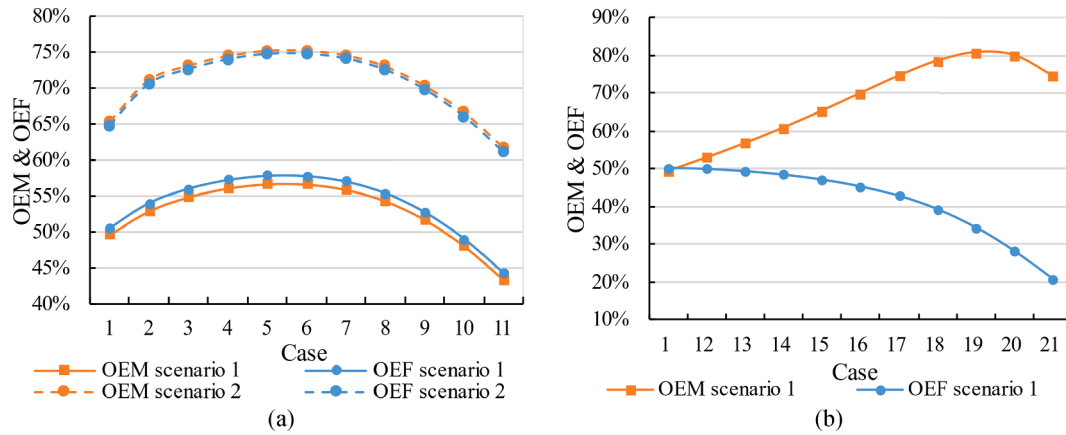 OEM & OEF
80%
75%
70%
65%
60%
55%
50%
45%
40%
1 2 3 4 5 6 7 8 9 10 11
Case
OEM scenario 1 OEF scenario 1
OEM scenario 2 OEF scenario 2
(a)
OEM & OEF
90%
80%
70%
60%
50%
40%
30%
20%
10%
1 12 13 14 15 16 17 18 19 20 21
Case
OEM scenario 1 OEF scenario 1
(b)